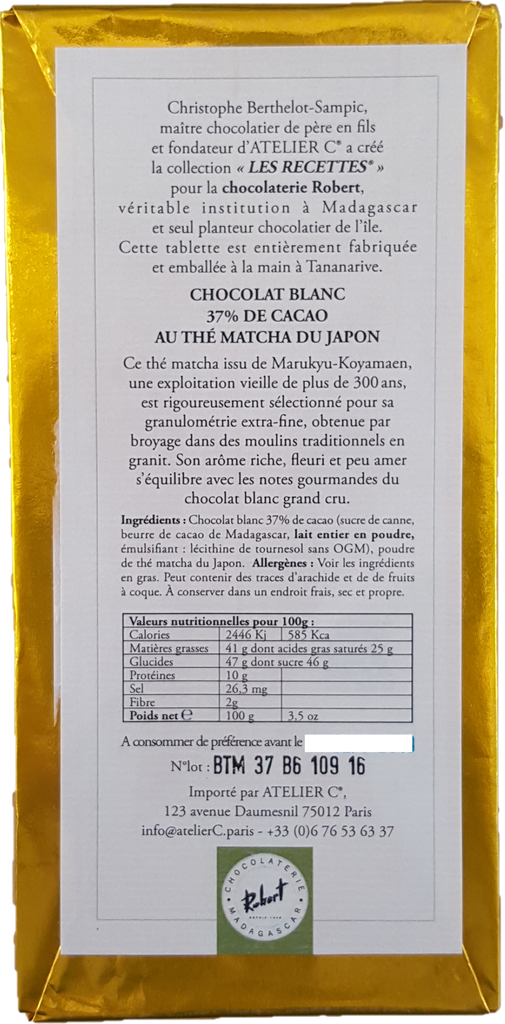 Christophe Berthelot-Sampic,
maître chocolatier de père en fils
et fondateur d'ATELIER C® a créé
la collection « LES RECETTES® »
pour la chocolaterie Robert,
véritable institution à Madagascar
et seul planteur chocolatier de l'île.
Cette tablette est entièrement fabriquée
et emballée à la main à Tananarive.
CHOCOLAT BLANC
37% DE CACAO
AU THÉ MATCHA DU JAPON
Ce thé matcha issu de Marukyu-Koyamaen,
une exploitation vieille de plus de 300 ans,
est rigoureusement sélectionné pour sa
granulométrie extra-fine, obtenue par
broyage dans des moulins traditionnels en
granit. Son arôme riche, fleuri et peu amer
s'équilibre avec les notes gourmandes du
chocolat blanc grand cru.
Ingrédients : Chocolat blanc 37% de cacao (sucre de canne,
beurre de cacao de Madagascar, lait entier en poudre,
émulsifiant : lécithine de tournesol sans OGM), poudre
de thé matcha du Japon. Allergènes : Voir les ingrédients
en gras. Peut contenir des traces d'arachide et de de fruits
à coque. À conserver dans un endroit frais, sec et propre.
Valeurs nutritionnelles pour 100g :
Calories 2446 Kj 585 Kca
Matières grasses 41 g dont acides gras saturés 25 g
Glucides 47 g dont sucre 46 g
Protéines 10 g
Sel 26,3 mg
Fibre 2g
Poids net ℮ 100 g 3,5 oz
A consommer de préférence avant le
N°lot : BTM 37 B6 109 16
Importé par ATELIER C®,
123 avenue Daumesnil 75012 Paris
info@atelierC.paris - +33 (0)6 76 53 63 37
CHOCOLATERIE
Robert
MADAGASCAR